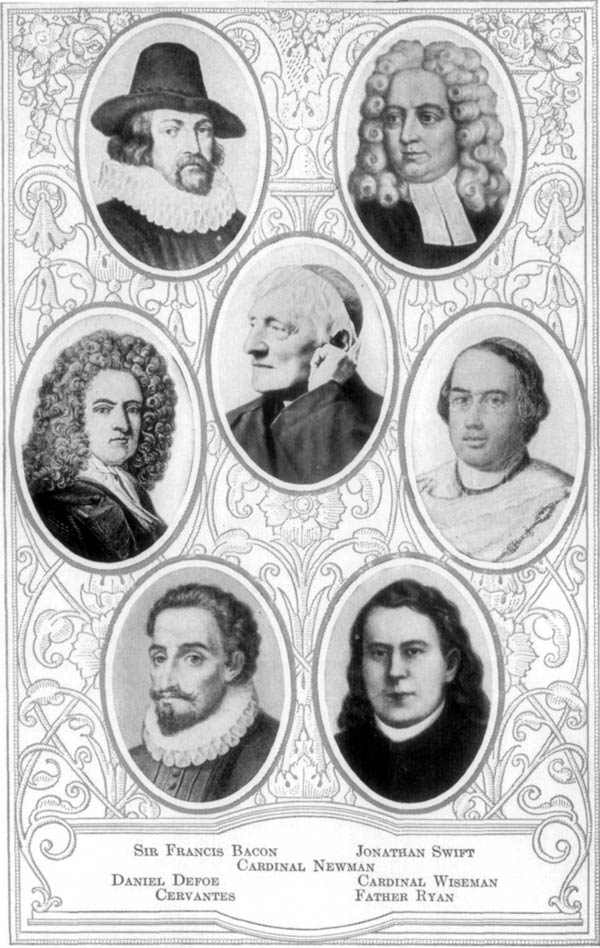 SIR FRANCIS BACON JONATHAN SWIFT
CARDINAL NEWMAN
DANIEL DEFOE CARDINAL WISEMAN
CERVANTES FATHER RYAN